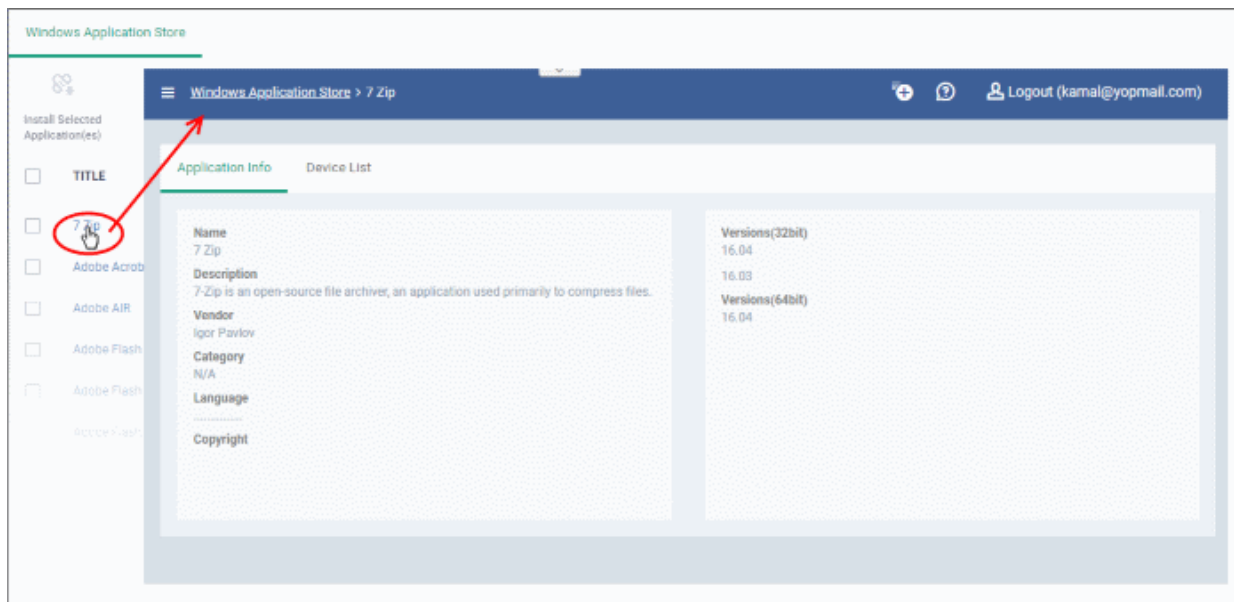 Windows Application Store
Install Selected
Application(es)
TITLE
7 Zip
Adobe Acrob
Adobe AIR
Adobe Flash
Adobe Flash
Adobe Flash
Windows Application Store > 7 Zip
Logout (kamal@yopmail.com)
Application Info Device List
Name
7 Zip
Description
7-Zip is an open-source file archiver, an application used primarily to compress files.
Vendor
Igor Pavlov
Category
N/A
Language
------------
Copyright
Versions(32bit)
16.04
16.03
Versions(64bit)
16.04